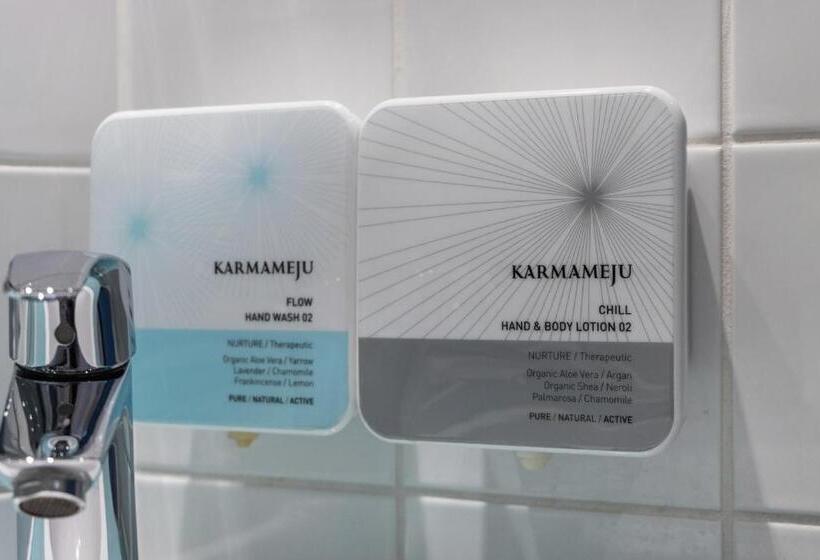 KARMAMEJU
FLOW
HAND WASH 02
NURTURE / Therapeutic
Organic Aloe Vera / Yarrow
Lavender / Chamomile
Frankincense / Lemon
PURE / NATURAL / ACTIVE
KARMAMEJU
CHILL
HAND & BODY LOTION 02
NURTURE / Therapeutic
Organic Aloe Vera / Argan
Organic Shea / Neroli
Palmarosa / Chamomile
PURE / NATURAL / ACTIVE